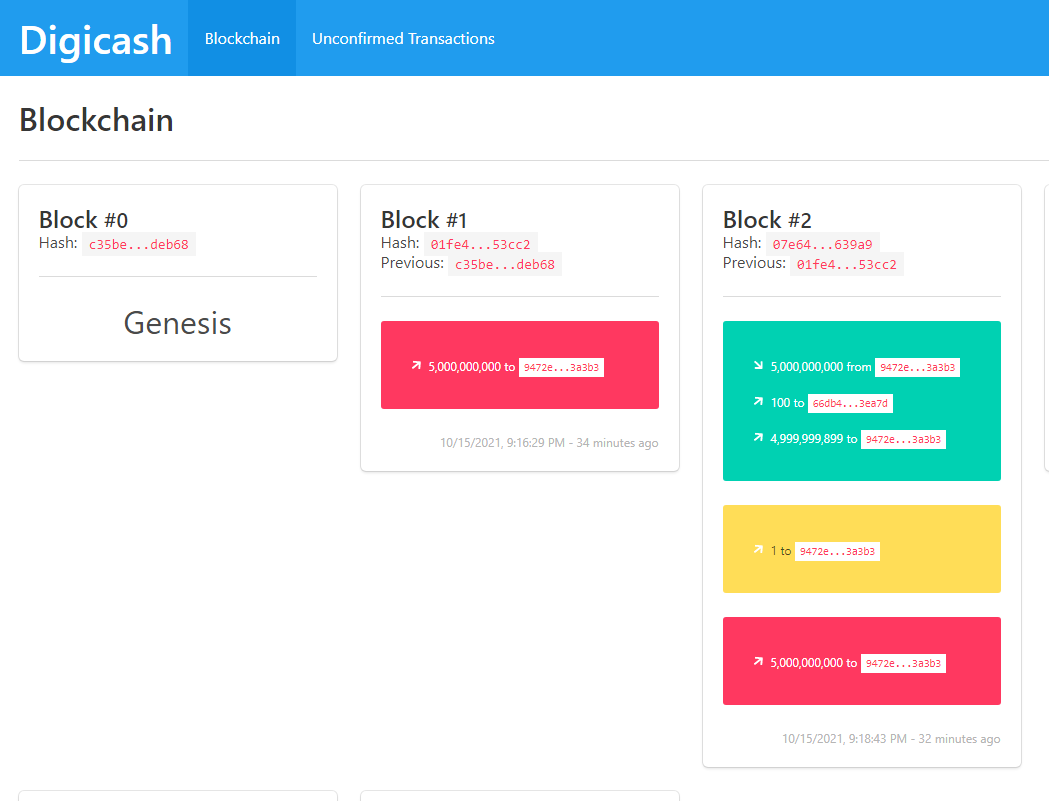 Digicash
Blockchain
Unconfirmed Transactions
Blockchain
Block #0
Hash: c35be...deb68
Genesis
Block #1
Hash: 01fe4...53cc2
Previous: c35be...deb68
5,000,000,000 to 9472e...3a3b3
10/15/2021, 9:16:29 PM - 34 minutes ago
Block #2
Hash: 07e64...639a9
Previous: 01fe4...53cc2
5,000,000,000 from 9472e...3a3b3
100 to 66db4...3ea7d
4,999,999,899 to 9472e...3a3b3
1 to 9472e...3a3b3
5,000,000,000 to 9472e...3a3b3
10/15/2021, 9:18:43 PM - 32 minutes ago